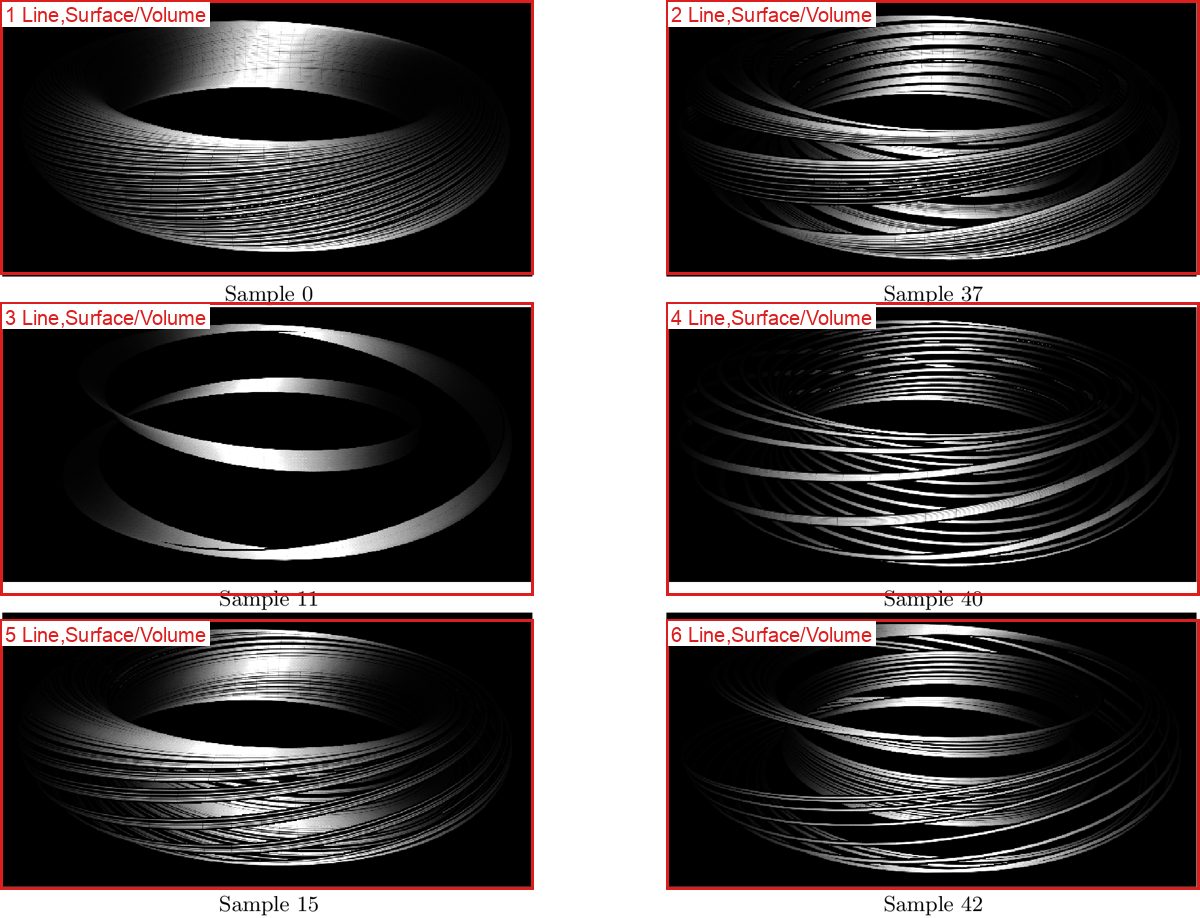 1 Line,Surface/Volume
2 Line,Surface/Volume
Sample 0
Sample 37
3 Line,Surface/Volume
4 Line,Surface/Volume
Sample 11
Sample 40
5 Line,Surface/Volume
6 Line,Surface/Volume
Sample 15
Sample 42